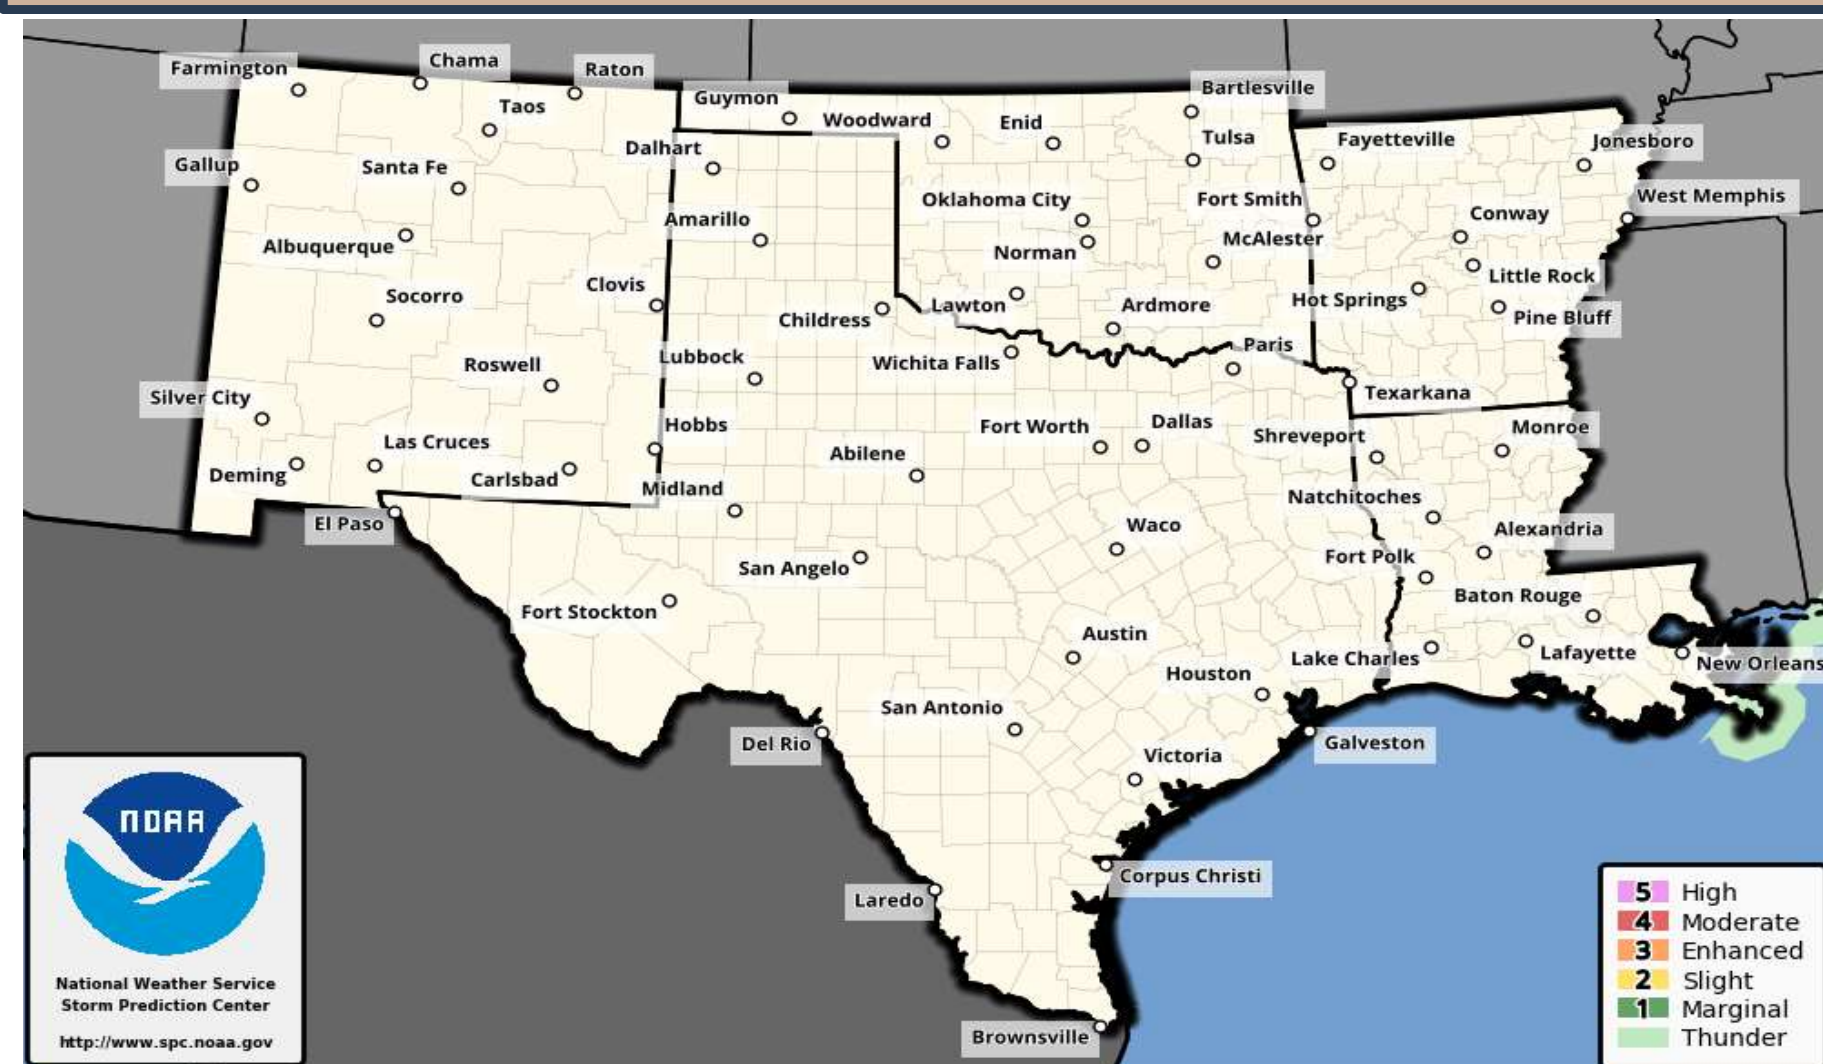 Farmington
Chama
Raton
Taos
Guymon
Woodward
Enid
Bartlesville
Tulsa
Fayetteville
Jonesboro
Gallup
Santa Fe
Dalhart
Oklahoma City
Fort Smith
West Memphis
Albuquerque
Amarillo
Norman
McAlester
Conway
Socorro
Clovis
Childress
Lawton
Ardmore
Hot Springs
Little Rock
Pine Bluff
Roswell
Lubbock
Wichita Falls
Paris
Texarkana
Silver City
Las Cruces
Hobbs
Fort Worth
Dallas
Shreveport
Monroe
Deming
Carlsbad
Midland
Abilene
Natchitoches
El Paso
Waco
Alexandria
San Angelo
Fort Polk
Fort Stockton
Baton Rouge
Austin
Lake Charles
Lafayette
New Orleans
Houston
San Antonio
Del Rio
Galveston
Victoria
Corpus Christi
Laredo
Brownsville
NOAA
National Weather Service
Storm Prediction Center
http://www.spc.noaa.gov
5 High
4 Moderate
3 Enhanced
2 Slight
1 Marginal
Thunder